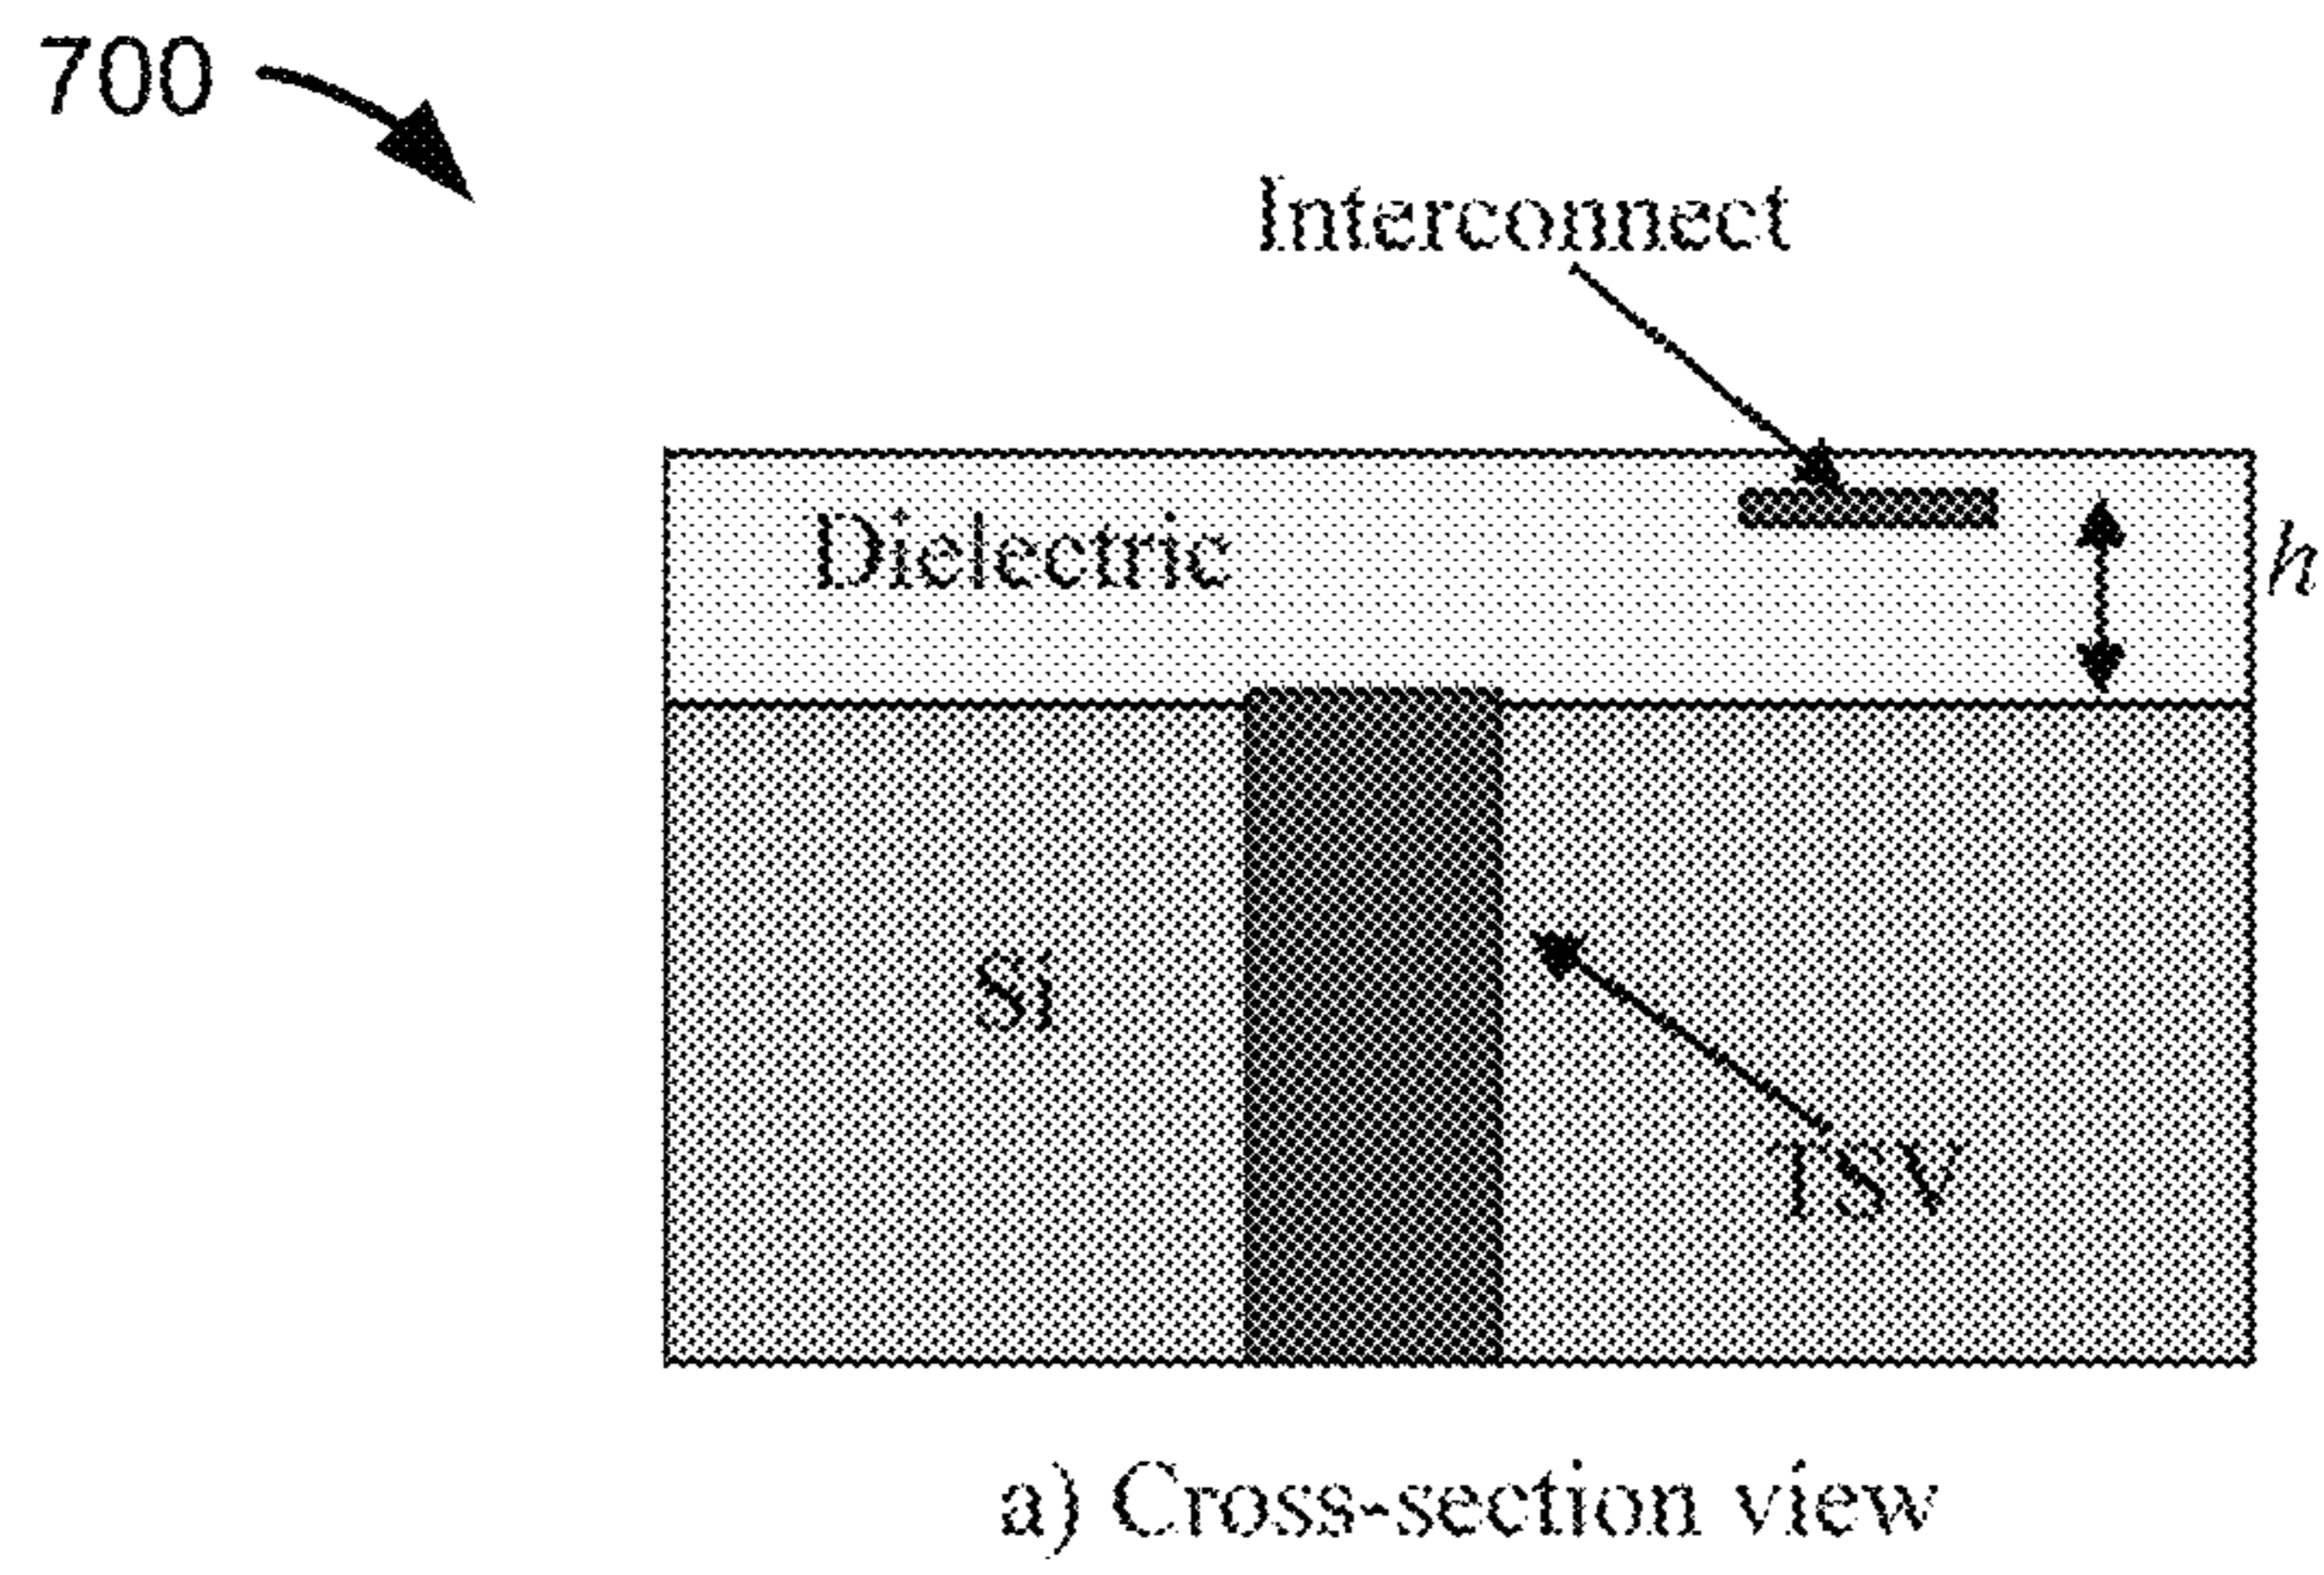 700
Interconnect
Dielectric
h
Si
TSV
a) Cross-section view